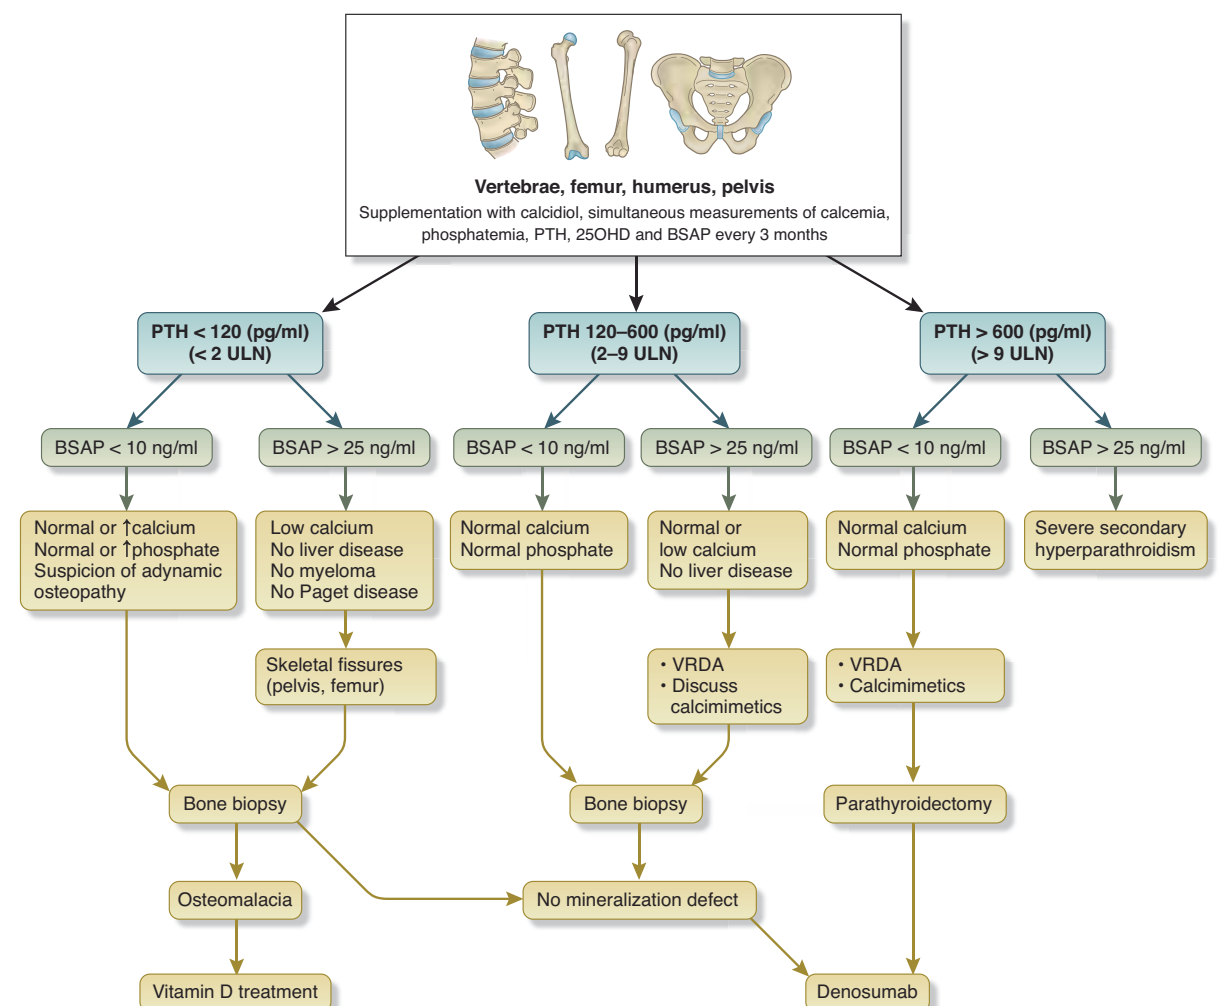 Vertebrae, femur, humerus, pelvis
Supplementation with calcidiol, simultaneous measurements of calcemia,
phosphatemia, PTH, 25OHD and BSAP every 3 months
PTH < 120 (pg/ml)
(< 2 ULN)
PTH 120–600 (pg/ml)
(2–9 ULN)
PTH > 600 (pg/ml)
(> 9 ULN)
BSAP < 10 ng/ml
BSAP > 25 ng/ml
BSAP < 10 ng/ml
BSAP > 25 ng/ml
BSAP < 10 ng/ml
BSAP > 25 ng/ml
Normal or ↑calcium
Normal or ↑phosphate
Suspicion of adynamic
osteopathy
Low calcium
No liver disease
No myeloma
No Paget disease
Normal calcium
Normal phosphate
Normal or
low calcium
No liver disease
Normal calcium
Normal phosphate
Severe secondary
hyperparathroidism
Skeletal fissures
(pelvis, femur)
• VRDA
• Discuss
calcimimetics
• VRDA
• Calcimimetics
Bone biopsy
Bone biopsy
Parathyroidectomy
Osteomalacia
No mineralization defect
Vitamin D treatment
Denosumab